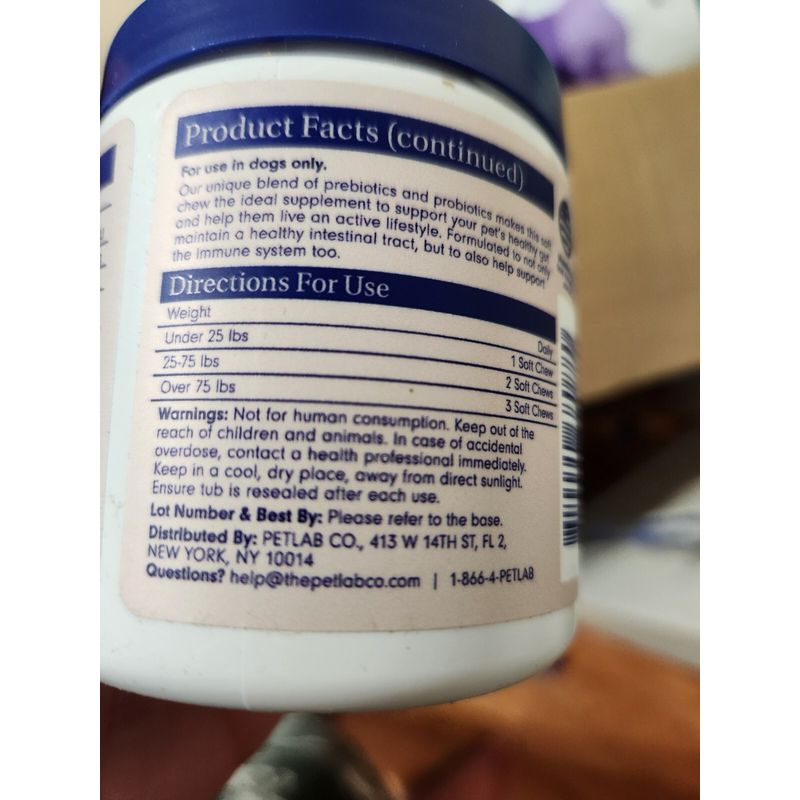 Product Facts (continued)
For use in dogs only.
Our unique blend of prebiotics and probiotics makes this soft
chew the ideal supplement to support your pet's healthy gut
and help them live an active lifestyle. Formulated to not only
maintain a healthy intestinal tract, but to also help support
the immune system too.
Directions For Use
Weight Daily
Under 25 lbs 1 Soft Chew
25-75 lbs 2 Soft Chews
Over 75 lbs 3 Soft Chews
Warnings: Not for human consumption. Keep out of the
reach of children and animals. In case of accidental
overdose, contact a health professional immediately.
Keep in a cool, dry place, away from direct sunlight.
Ensure tub is resealed after each use.
Lot Number & Best By: Please refer to the base.
Distributed By: PETLAB CO., 413 W 14TH ST, FL 2,
NEW YORK, NY 10014
Questions? help@thepetlabco.com | 1-866-4-PETLAB